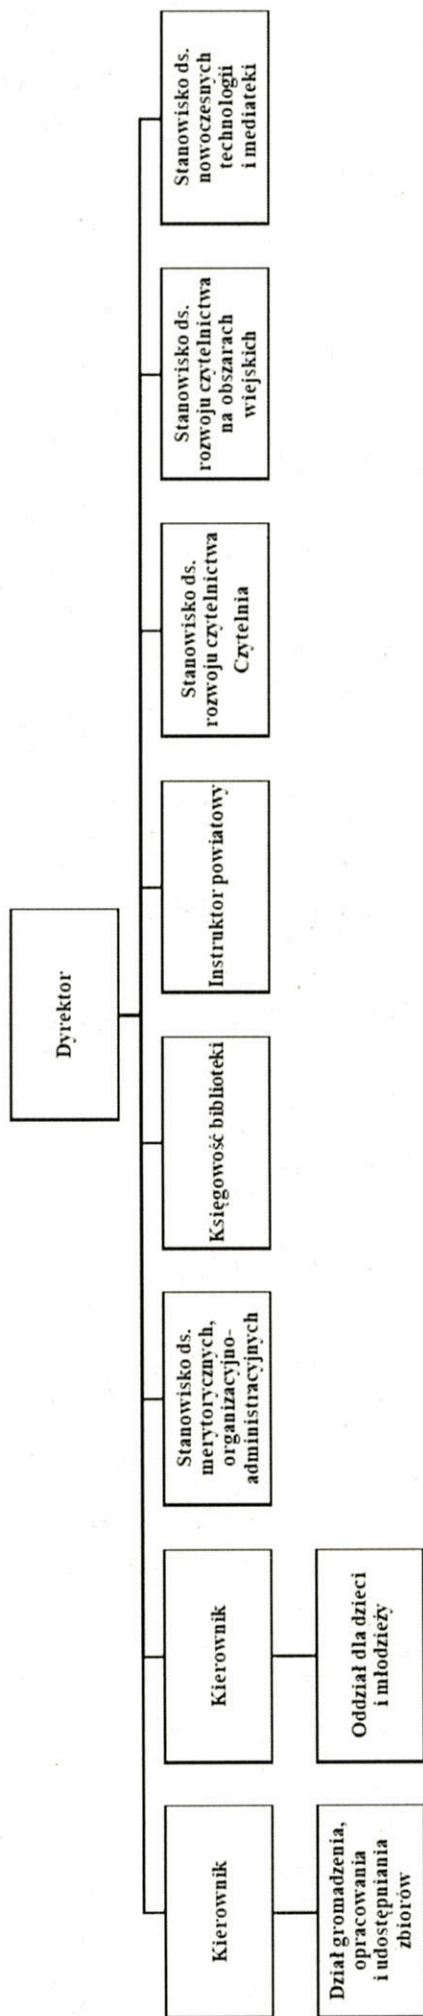 Dyrektor
Kierownik
Kierownik
Stanowisko ds.
merytorycznych,
organizacyjno-
administracyjnych
Księgowość biblioteki
Instruktor powiatowy
Stanowisko ds.
rozwoju czytelnictwa
Czytelnia
Stanowisko ds.
rozwoju czytelnictwa
na obszarach
wiejskich
Stanowisko ds.
nowoczesnych
technologii
i mediateki
Dział gromadzenia,
opracowania
i udostępniania
zbiorów
Oddział dla dzieci
i młodzieży